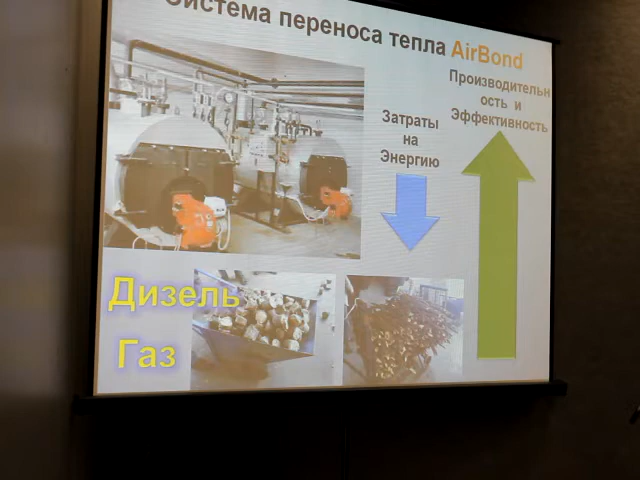 Система переноса тепла AirBond
Производительн
ость и
Эффективность
Затраты
на
Энергию
Дизель
Газ